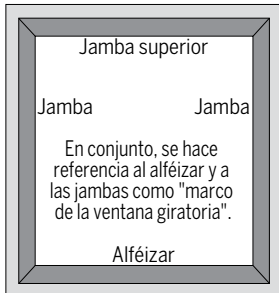 Jamba superior
Jamba Jamba
En conjunto, se hace
referencia al alféizar y a
las jambas como "marco
de la ventana giratoria".
Alféizar